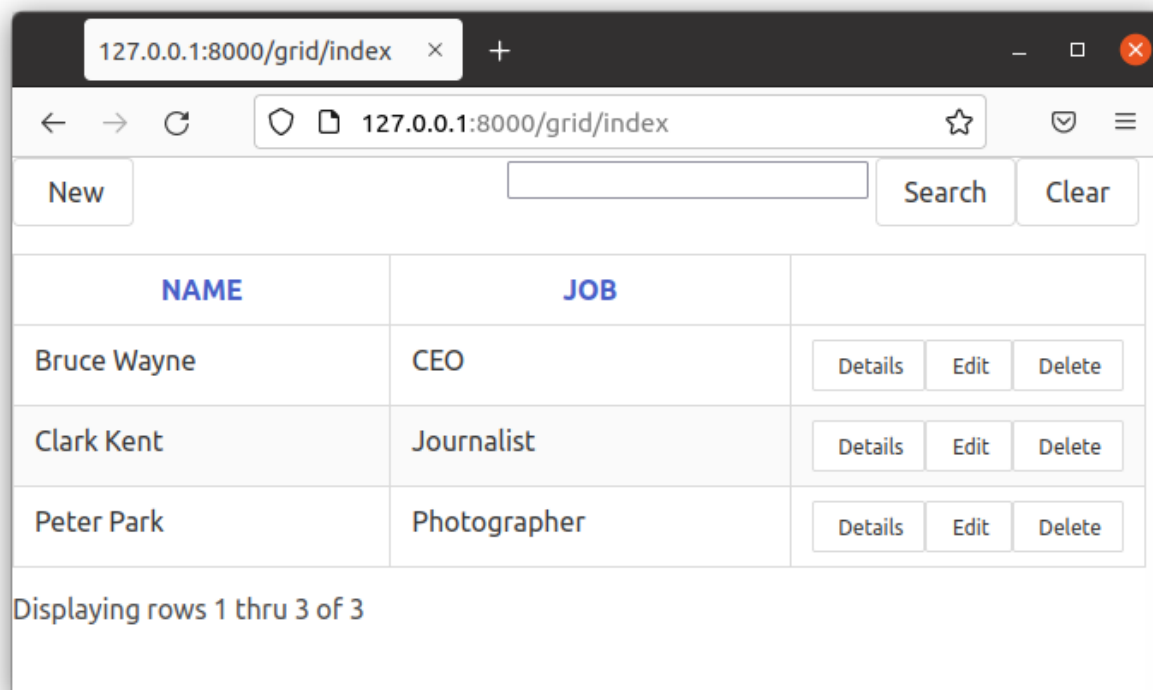 127.0.0.1:8000/grid/index
127.0.0.1:8000/grid/index
New Search Clear
NAME JOB
Bruce Wayne CEO Details Edit Delete
Clark Kent Journalist Details Edit Delete
Peter Park Photographer Details Edit Delete
Displaying rows 1 thru 3 of 3